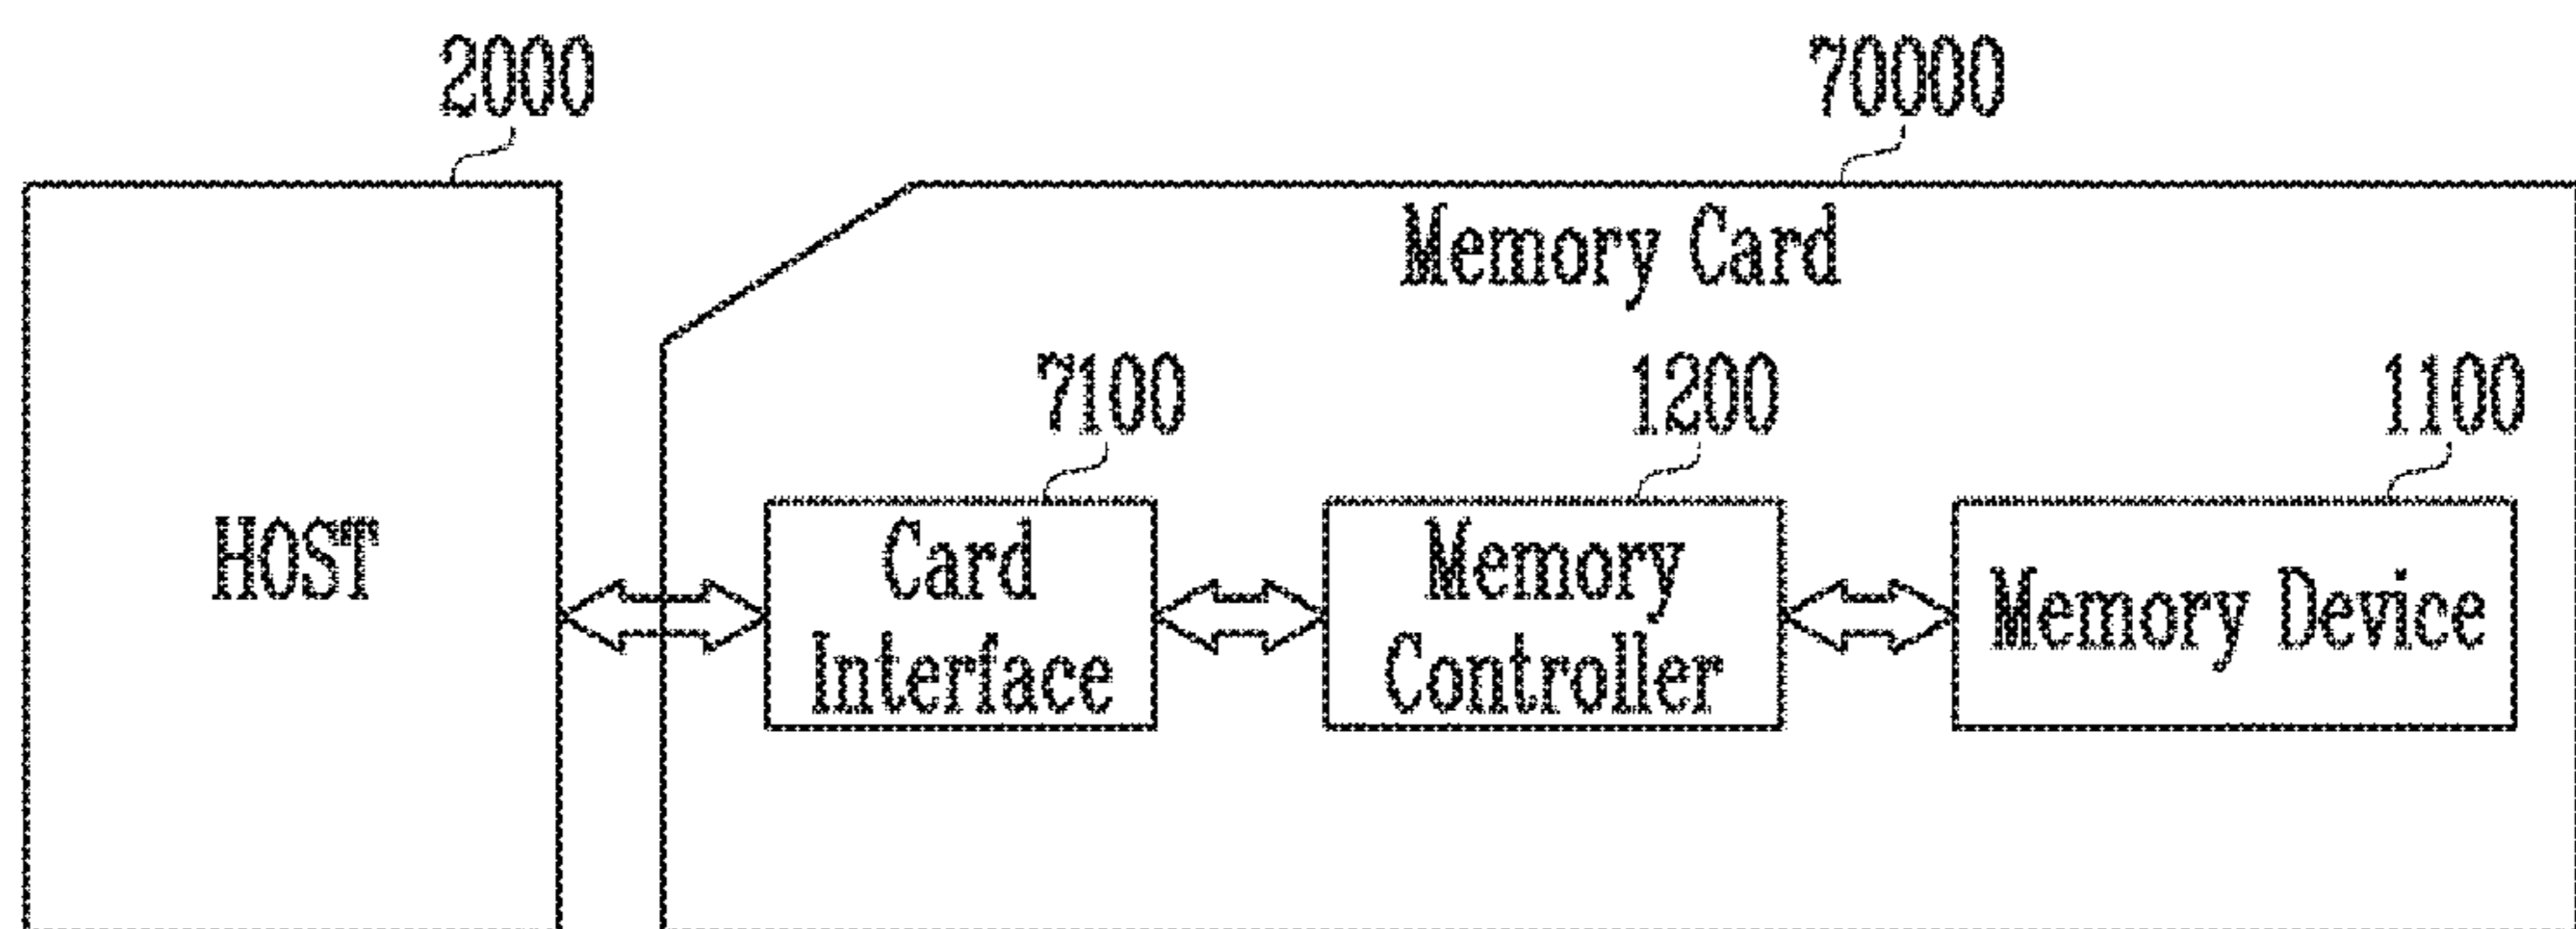 2000
70000
Memory Card
7100
1200
1100
HOST
Card
Interface
Memory
Controller
Memory Device